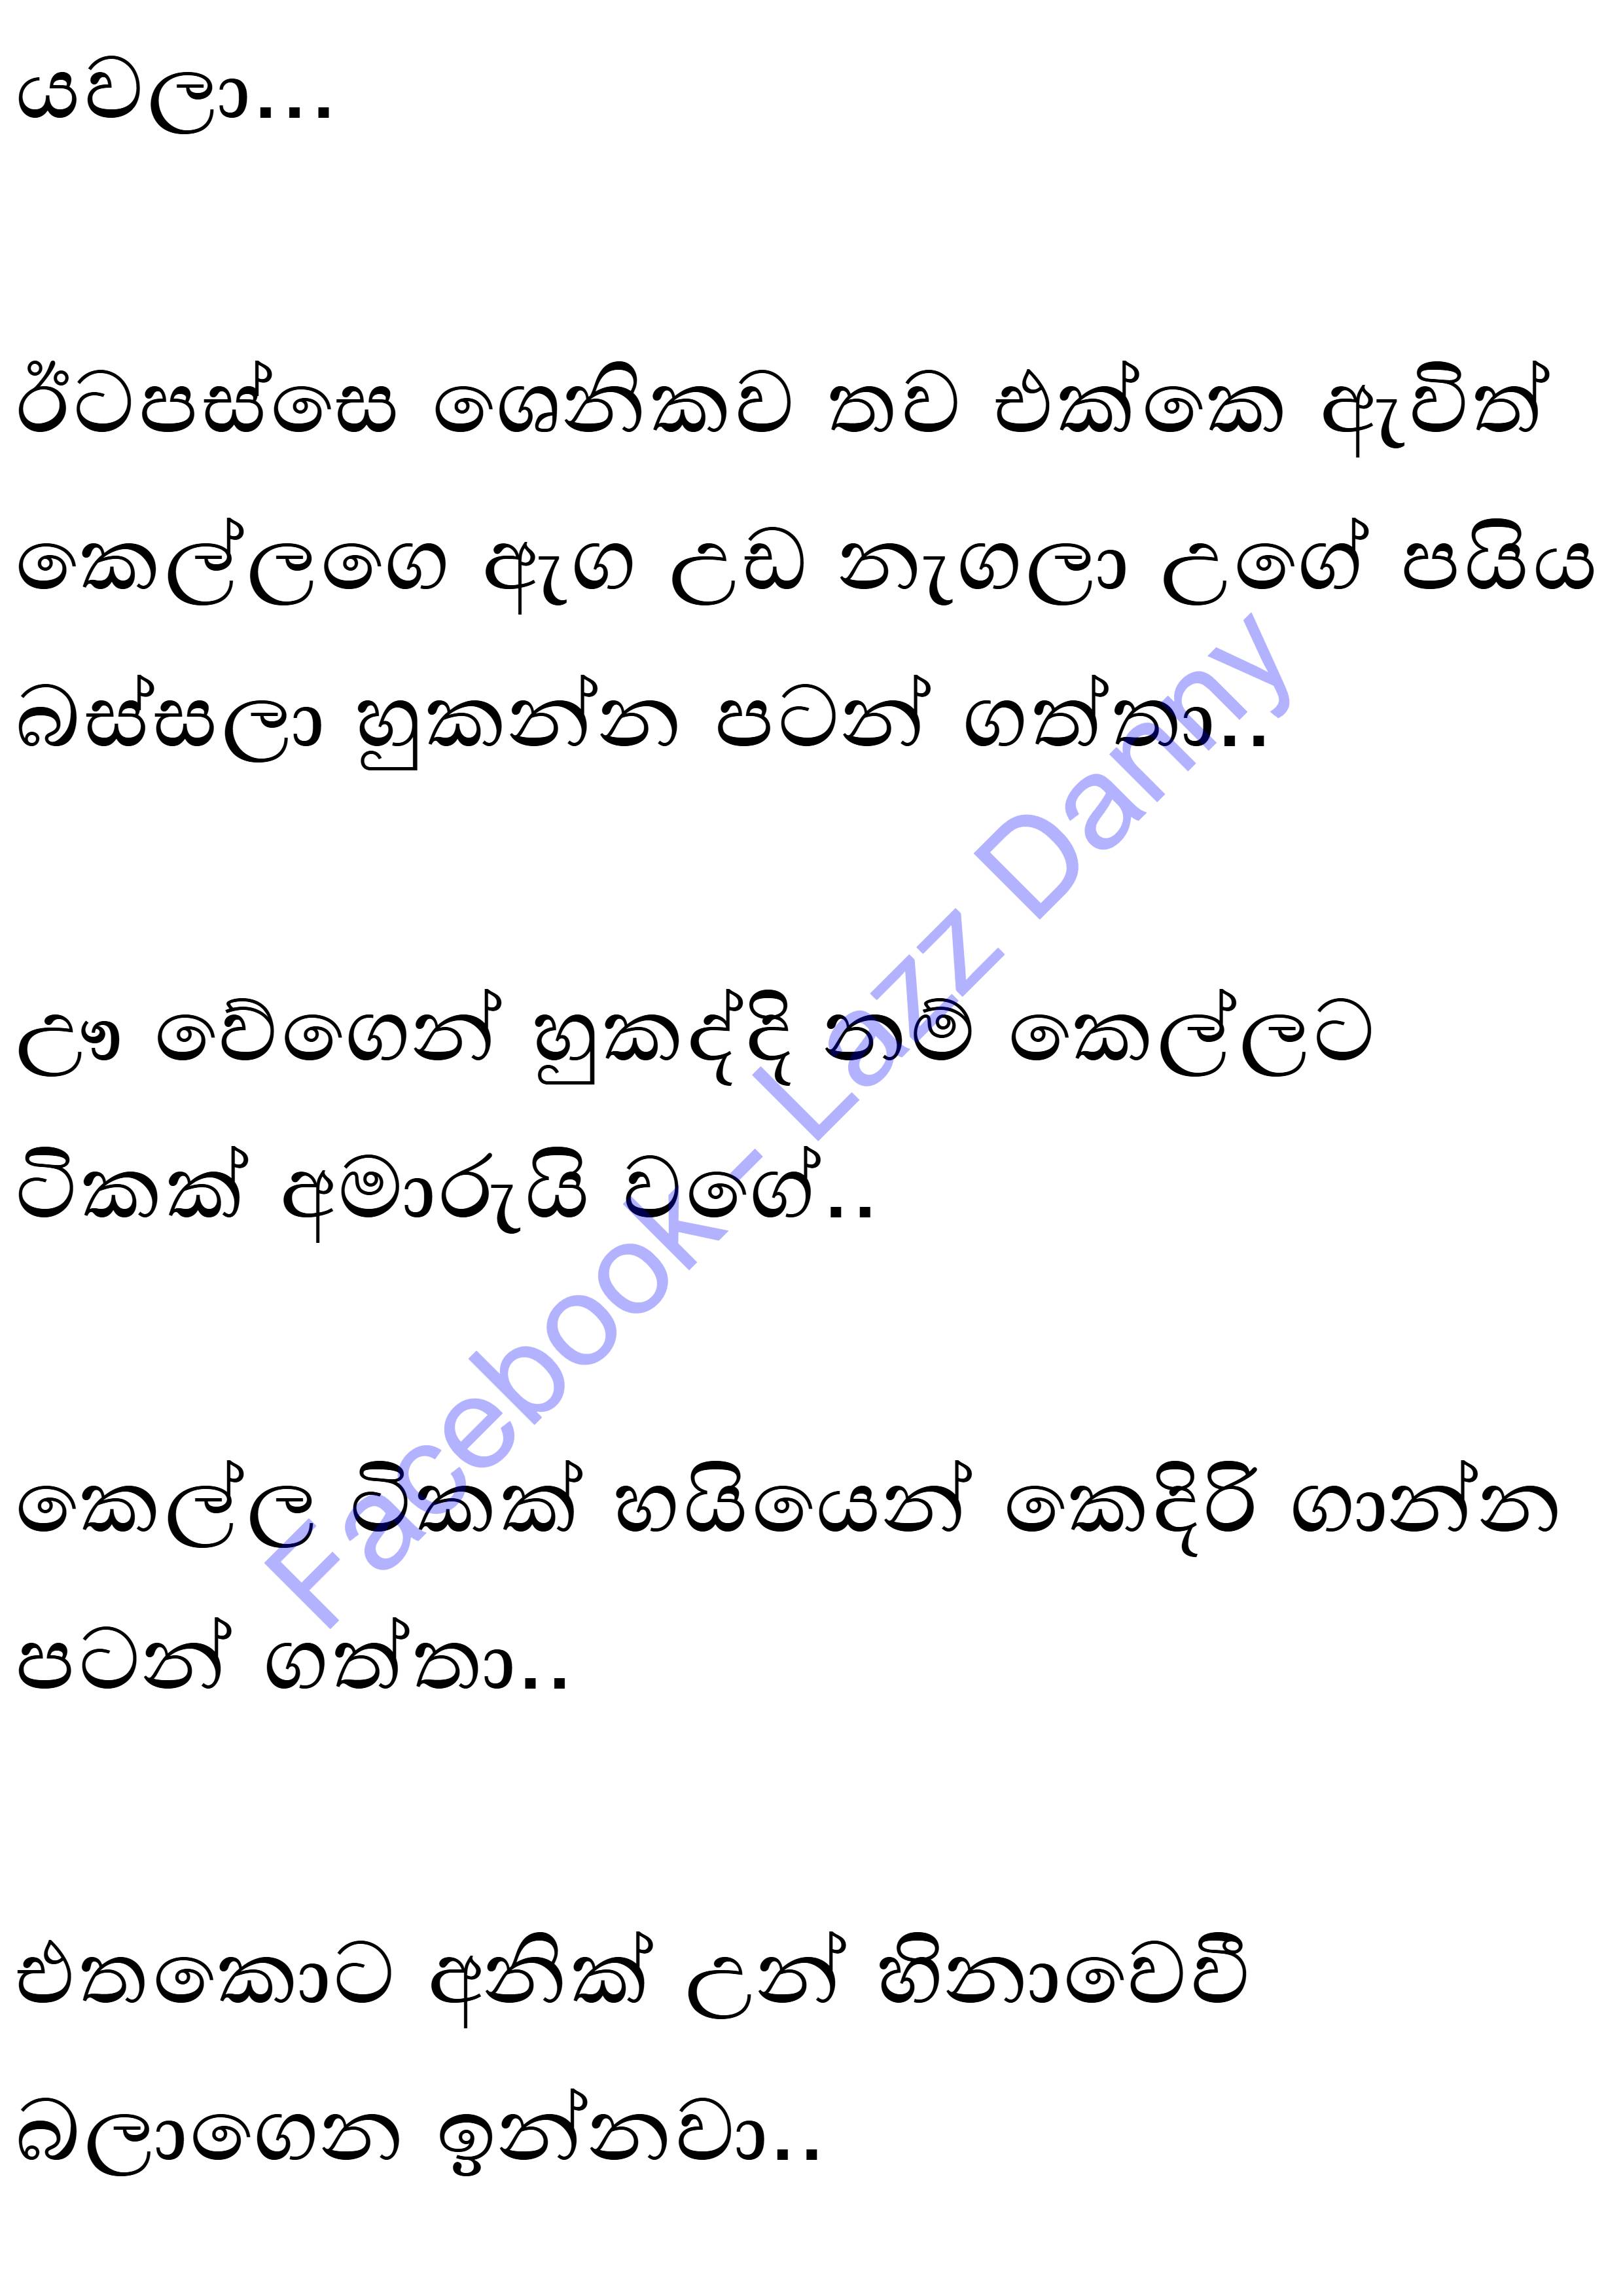 යවලා...
ඊටපස්සෙ ශෙනිකව තව එක්කෙ ඇවිත්
කෙල්ලගෙ ඇග උඩ නැගලා උගේ පයිය
බස්සලා හුකන්න පටන් ගත්තා..
ඌ වේගෙන් හුකද්දි නම් කෙල්ලට
ටිකක් අමාරුයි වගේ..
කෙල්ල ටිකක් හයියෙන් කෙදිරි ගාන්න
පටන් ගත්තා..
එතකොට අනික් උන් හිනාවෙවී
බලාගෙන ඉන්නවා..
Facebook - Lazz Danny